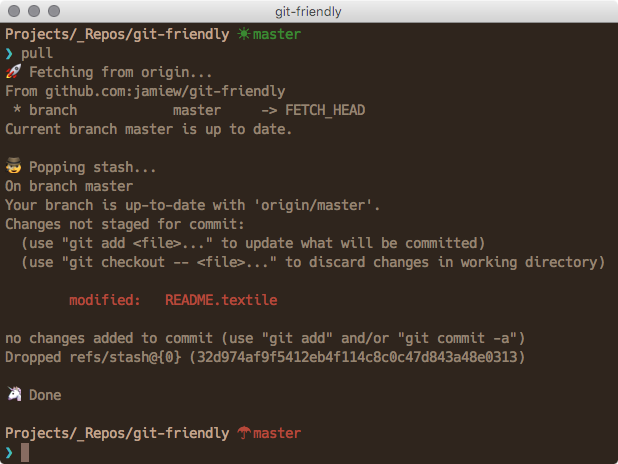 git-friendly
Projects/_Repos/git-friendly ☀master
❯ pull
🚀 Fetching from origin...
From github.com:jamiew/git-friendly
 * branch            master     -> FETCH_HEAD
Current branch master is up to date.
🕵 Popping stash...
On branch master
Your branch is up-to-date with 'origin/master'.
Changes not staged for commit:
  (use "git add <file>..." to update what will be committed)
  (use "git checkout -- <file>..." to discard changes in working directory)
        modified:   README.textile
no changes added to commit (use "git add" and/or "git commit -a")
Dropped refs/stash@{0} (32d974af9f5412eb4f114c8c0c47d843a48e0313)
🦄 Done
Projects/_Repos/git-friendly ☂master
❯